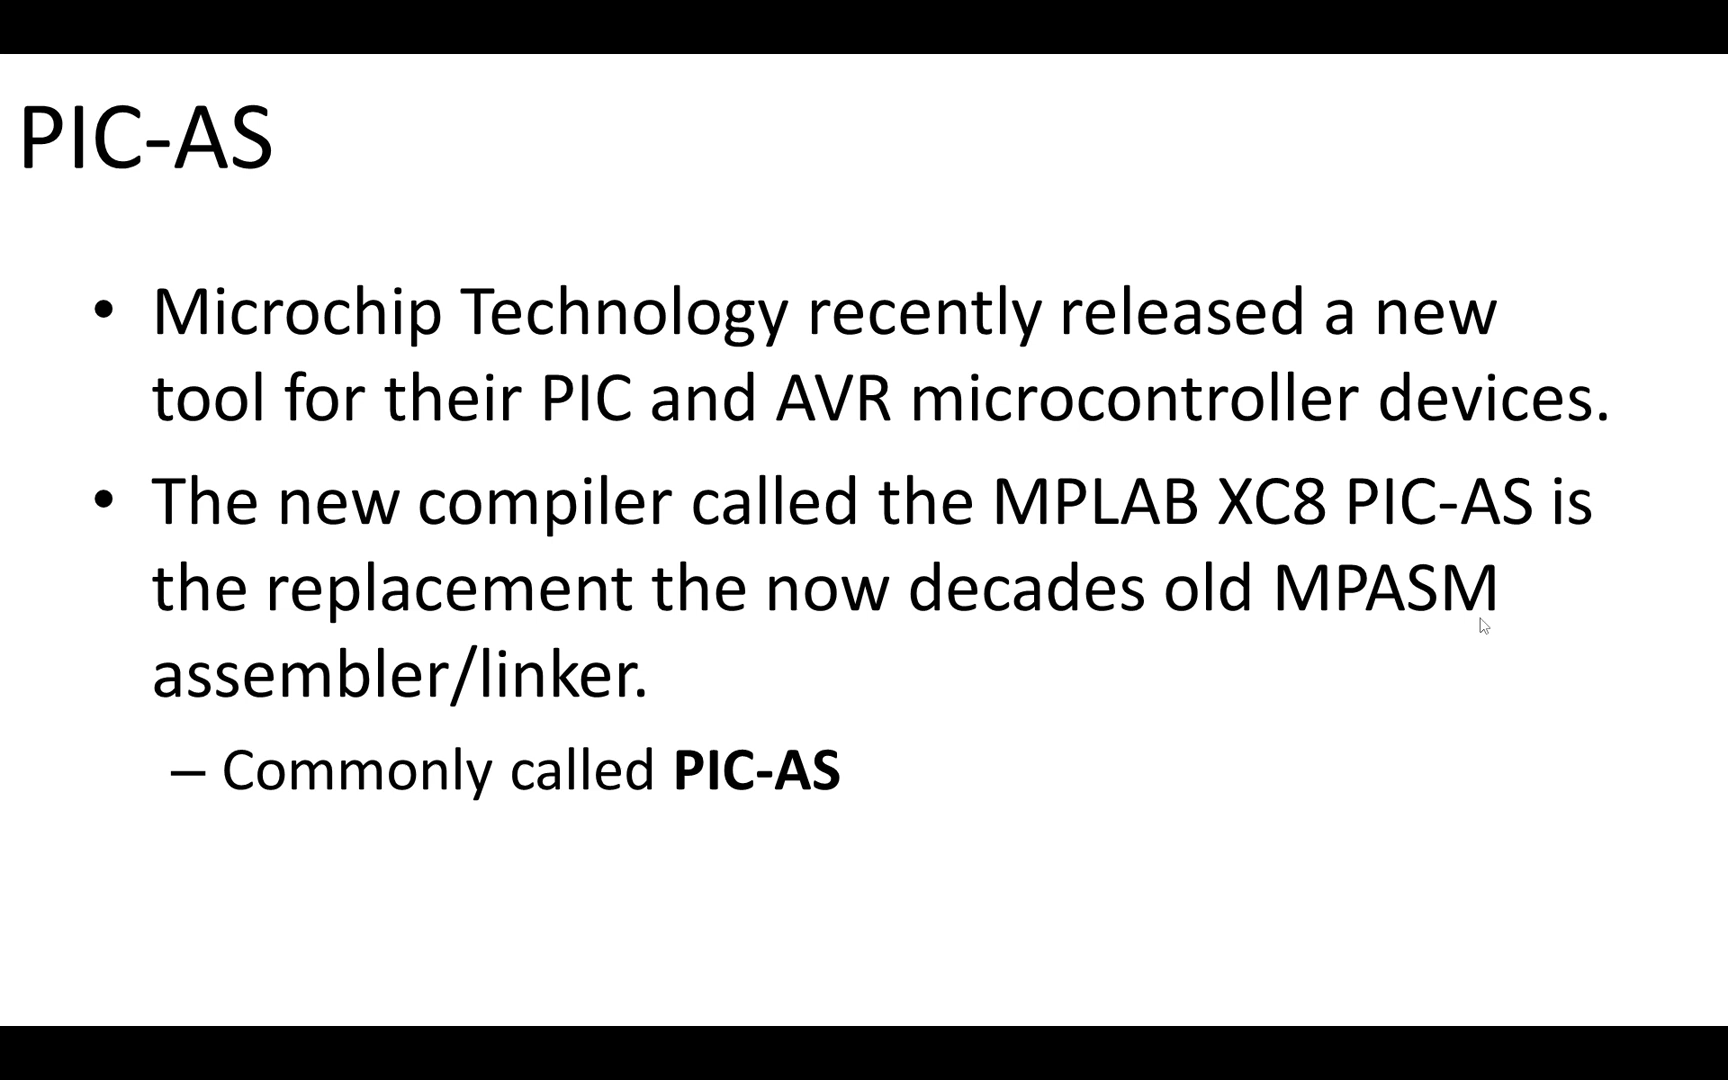 PIC-AS
• Microchip Technology recently released a new
tool for their PIC and AVR microcontroller devices.
• The new compiler called the MPLAB XC8 PIC-AS is
the replacement the now decades old MPASM
assembler/linker.
– Commonly called PIC-AS